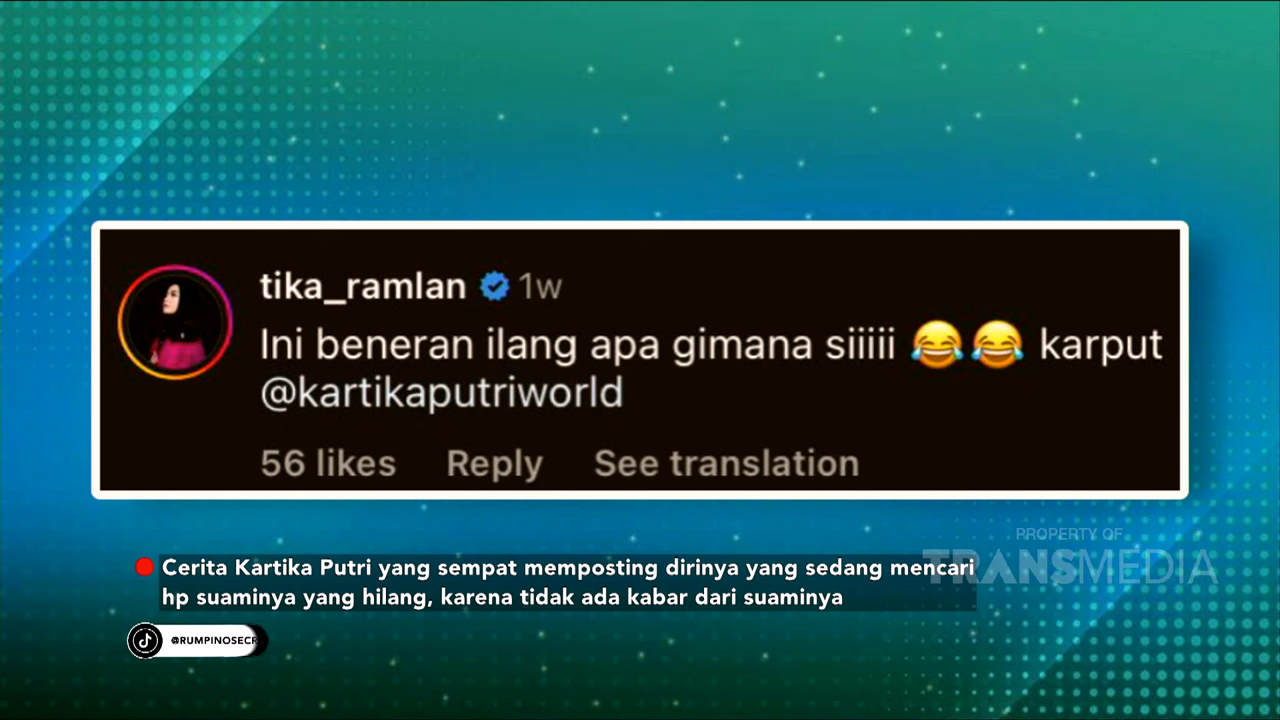 tika_ramlan 1w
Ini beneran ilang apa gimana siiiii 😂😂 karput
@kartikaputriworld
56 likes Reply See translation
PROPERTY OF
TRANSMEDIA
Cerita Kartika Putri yang sempat memposting dirinya yang sedang mencari
hp suaminya yang hilang, karena tidak ada kabar dari suaminya